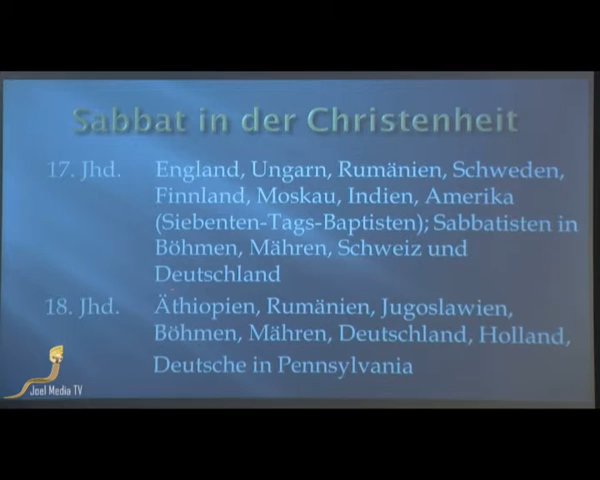 Sabbat in der Christenheit
17. Jhd. England, Ungarn, Rumänien, Schweden,
Finnland, Moskau, Indien, Amerika
(Siebenten-Tags-Baptisten); Sabbatisten in
Böhmen, Mähren, Schweiz und
Deutschland
18. Jhd. Äthiopien, Rumänien, Jugoslawien,
Böhmen, Mähren, Deutschland, Holland,
Deutsche in Pennsylvania
Joel Media TV